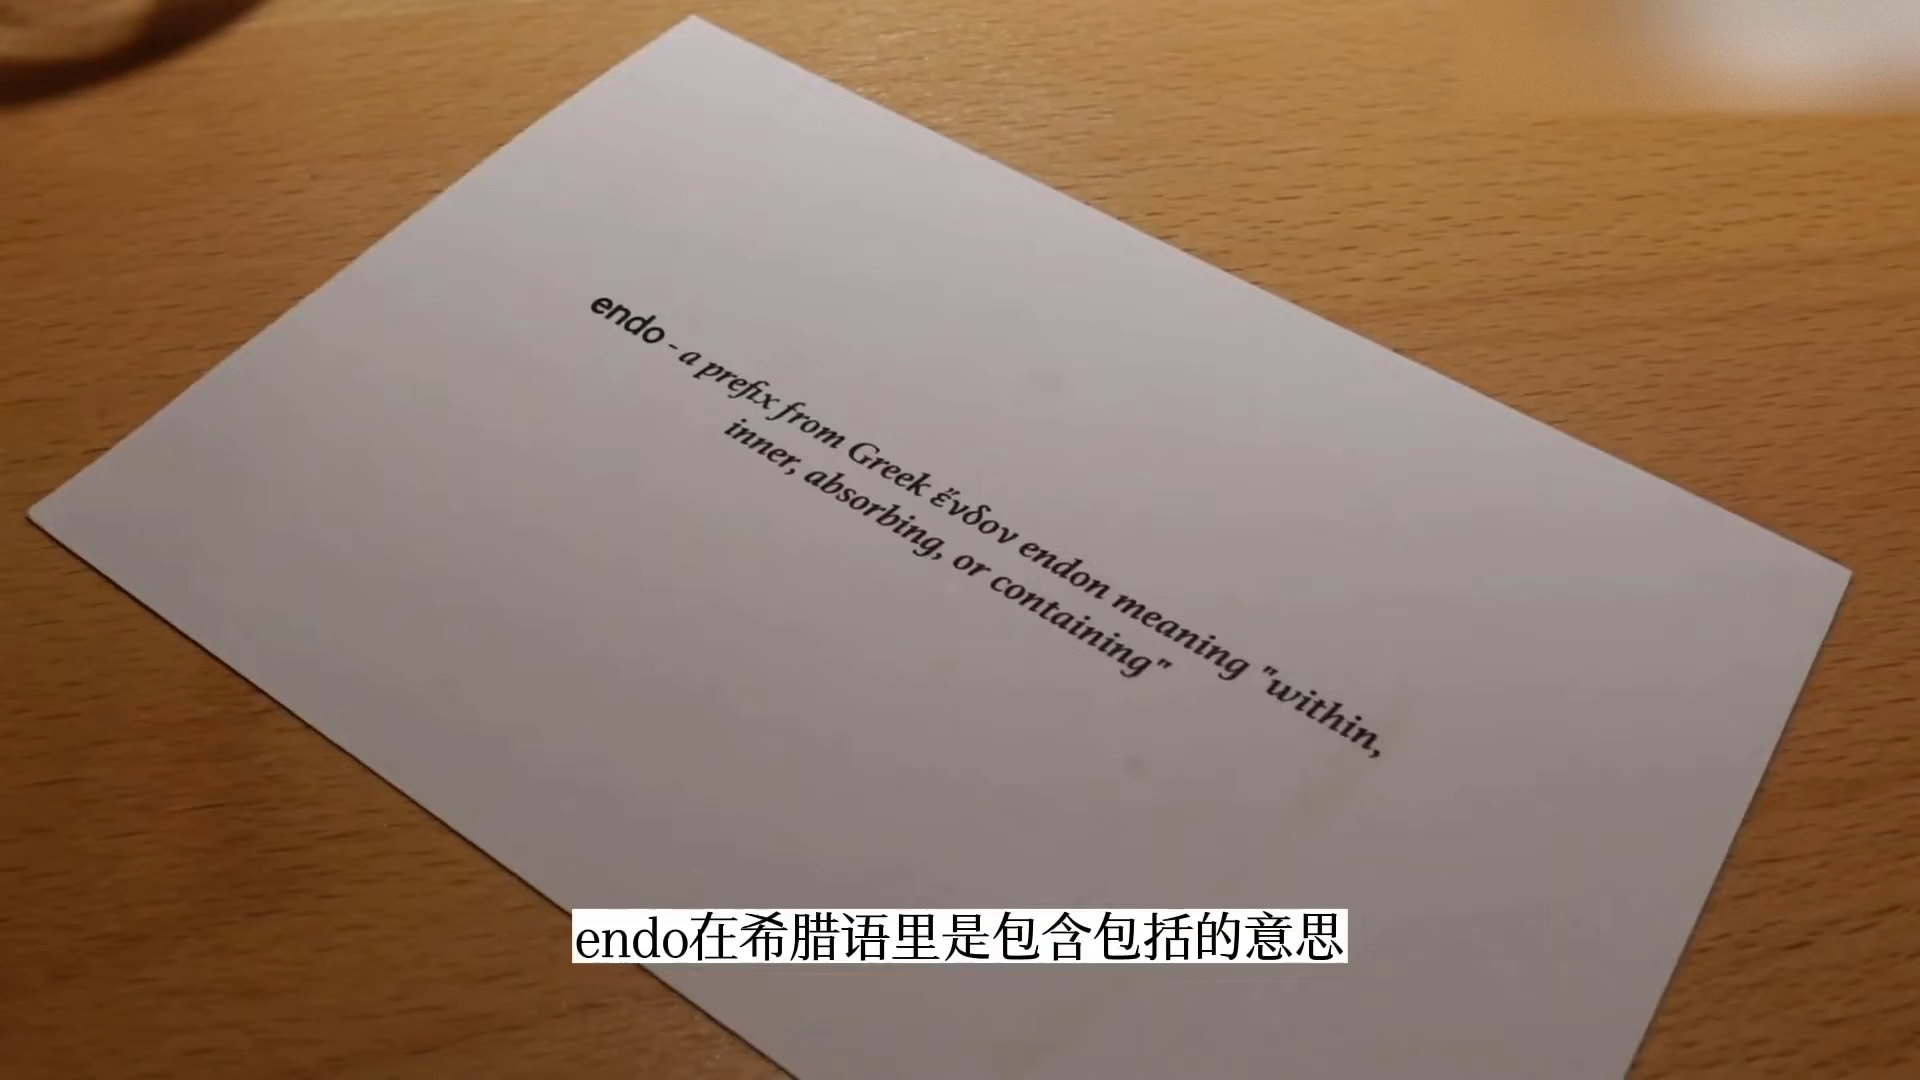 endo - a prefix from Greek ἔνδον endon meaning "within,
inner, absorbing, or containing"
endo在希腊语里是包含包括的意思